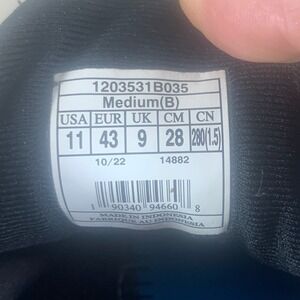 1203531B035
Medium(B)
USA EUR UK CM CN
11 43 9 28 280(1.5)
10/22 14882
1 90340 94660 8
MADE IN INDONESIA
FABRIQUE AU INDONESIA